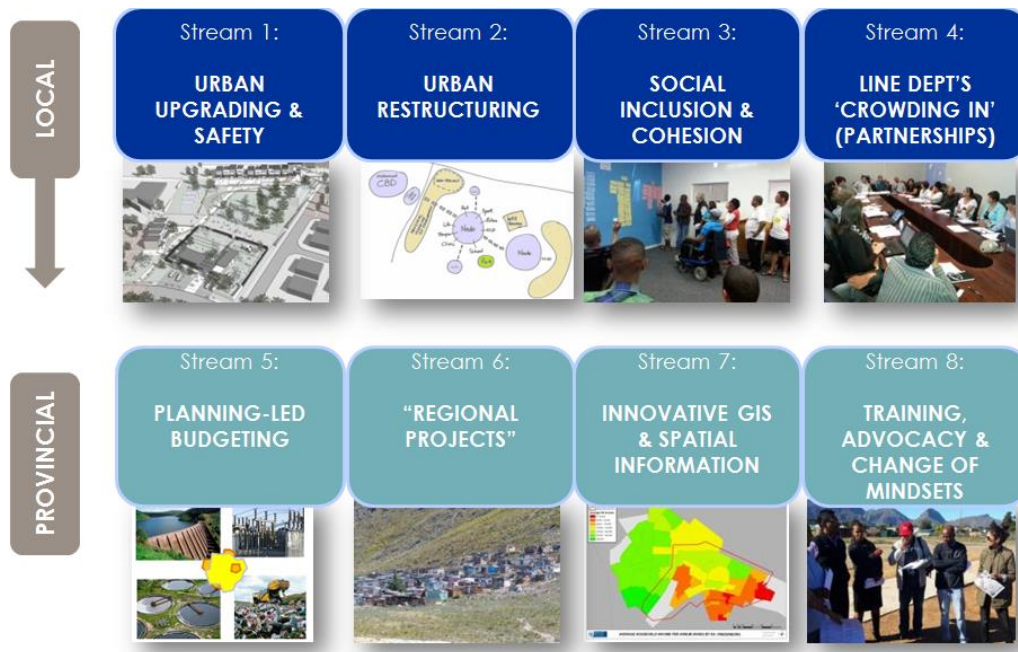 LOCAL
Stream 1:
URBAN
UPGRADING &
SAFETY
Stream 2:
URBAN
RESTRUCTURING
Stream 3:
SOCIAL
INCLUSION &
COHESION
Stream 4:
LINE DEPT'S
‘CROWDING IN’
(PARTNERSHIPS)
CBD
Node
Node
PROVINCIAL
Stream 5:
PLANNING-LED
BUDGETING
Stream 6:
“REGIONAL
PROJECTS”
Stream 7:
INNOVATIVE GIS
& SPATIAL
INFORMATION
Stream 8:
TRAINING,
ADVOCACY &
CHANGE OF
MINDSETS